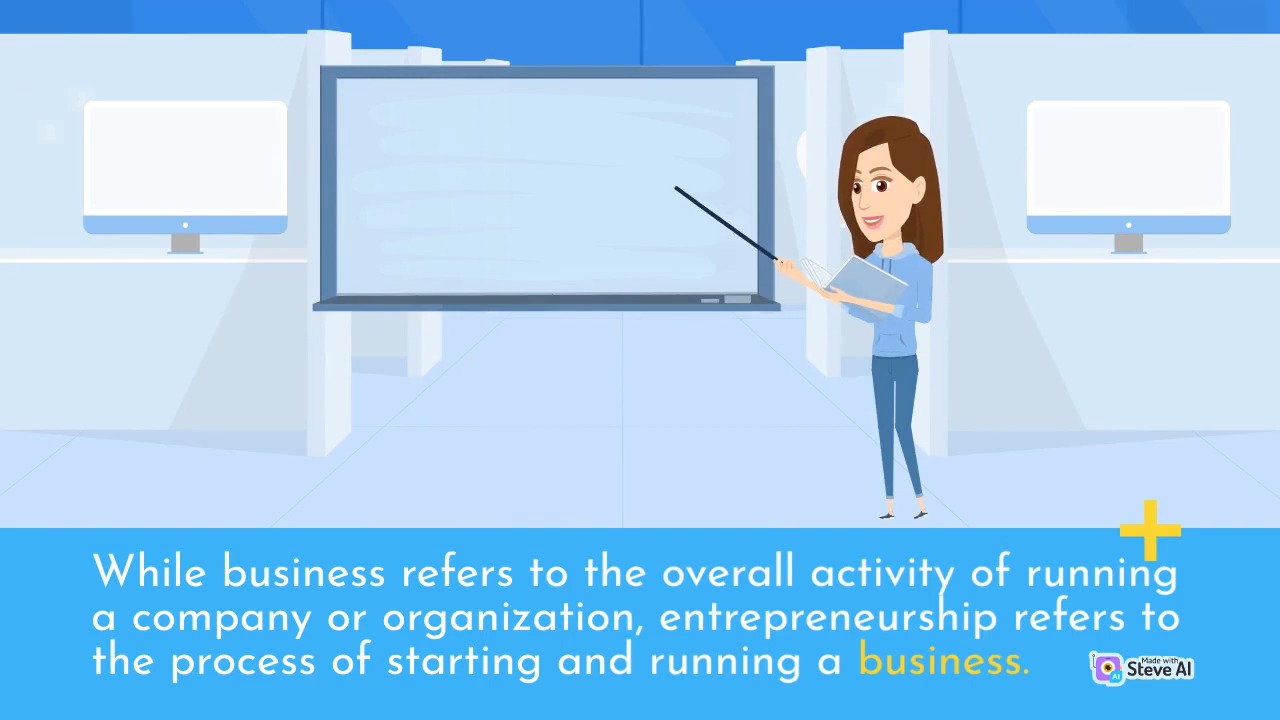 While business refers to the overall activity of running
a company or organization, entrepreneurship refers to
the process of starting and running a business.
Made with
Steve AI